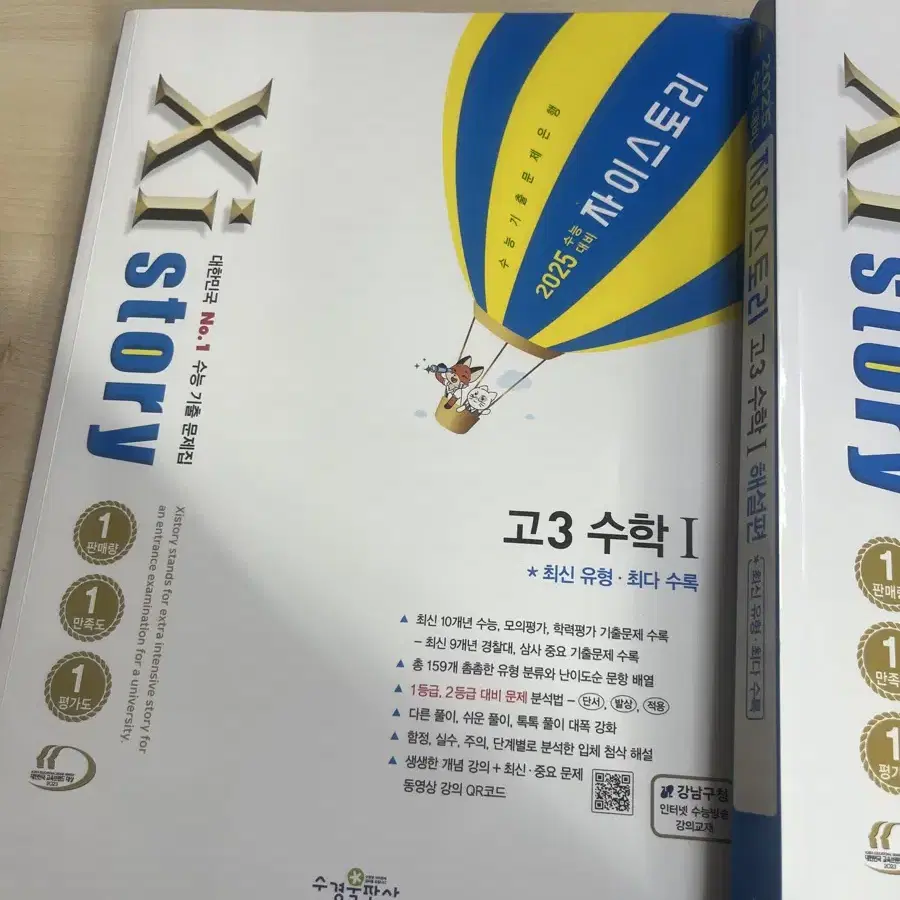 Xi
story
대한민국 No.1 수능 기출 문제집
Xistory stands for extra intensive story for
an entrance examination for a university.
1
판매량
1
만족도
1
평가도
수능기출문제은행
2025 수능 대비
자이스토리
고3 수학 I
* 최신 유형 · 최다 수록
▲ 최신 10개년 수능, 모의평가, 학력평가 기출문제 수록
– 최신 9개년 경찰대, 삼사 중요 기출문제 수록
▲ 총 159개 촘촘한 유형 분류와 난이도순 문항 배열
▲ 1등급, 2등급 대비 문제 분석법 – 단서, 발상, 적용
▲ 다른 풀이, 쉬운 풀이, 톡톡 풀이 대폭 강화
▲ 함정, 실수, 주의, 단계별로 분석한 입체 첨삭 해설
▲ 생생한 개념 강의 + 최신 · 중요 문제
동영상 강의 QR코드
강남구청
인터넷 수능방송
강의교재
수경출판사
2025 수능 대비 자이스토리 고3 수학 I 해설편 * 최신 유형 · 최다 수록
Xi
story
1
판매량
1
만족
1
평가